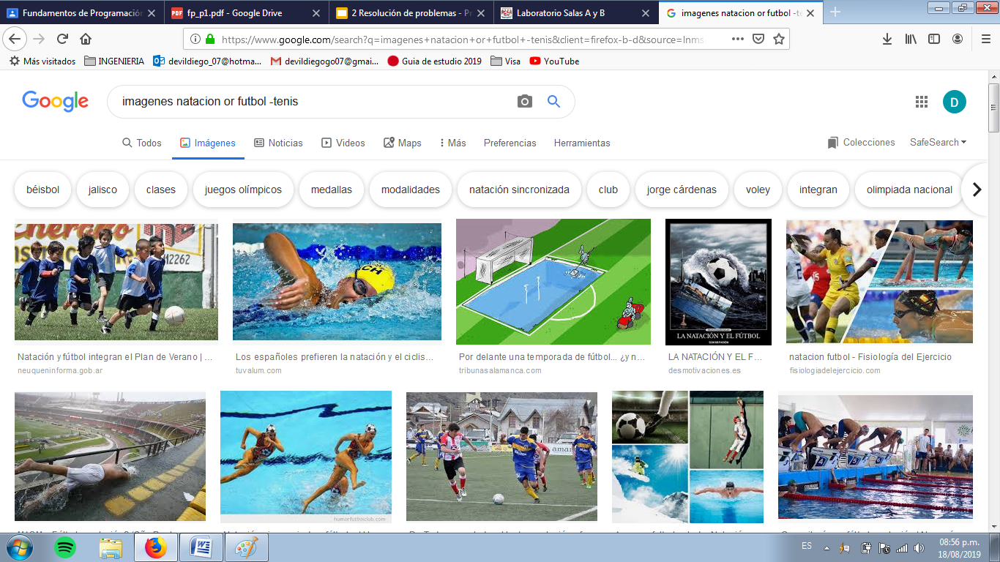 Fundamentos de Programación
fp_p1.pdf - Google Drive
2 Resolución de problemas - Pr
Laboratorio Salas A y B
imagenes natacion or futbol -te
https://www.google.com/search?q=imagenes+natacion+or+futbol+-tenis&client=firefox-b-d&source=lnms
Más visitados
INGENIERIA
devildiego_07@hotma...
devildiegogo07@gmai...
Guia de estudio 2019
Visa
YouTube
Google
imagenes natacion or futbol -tenis
D
Todos
Imágenes
Noticias
Videos
Maps
Más
Preferencias
Herramientas
Colecciones
SafeSearch
béisbol
jalisco
clases
juegos olímpicos
medallas
modalidades
natación sincronizada
club
jorge cárdenas
voley
integran
olimpiada nacional
12262
CH
LA NATACIÓN Y EL FÚTBOL
15
Natación y fútbol integran el Plan de Verano | ...
neuqueninforma.gob.ar
Los españoles prefieren la natación y el ciclis...
tuvalum.com
Por delante una temporada de fútbol... ¿y n...
tribunasalamanca.com
LA NATACIÓN Y EL F...
desmotivaciones.es
natacion futbol - Fisiología del Ejercicio
fisiologiadelejercicio.com
humorfutbolclub.com
ES
08:56 p.m.
18/08/2019